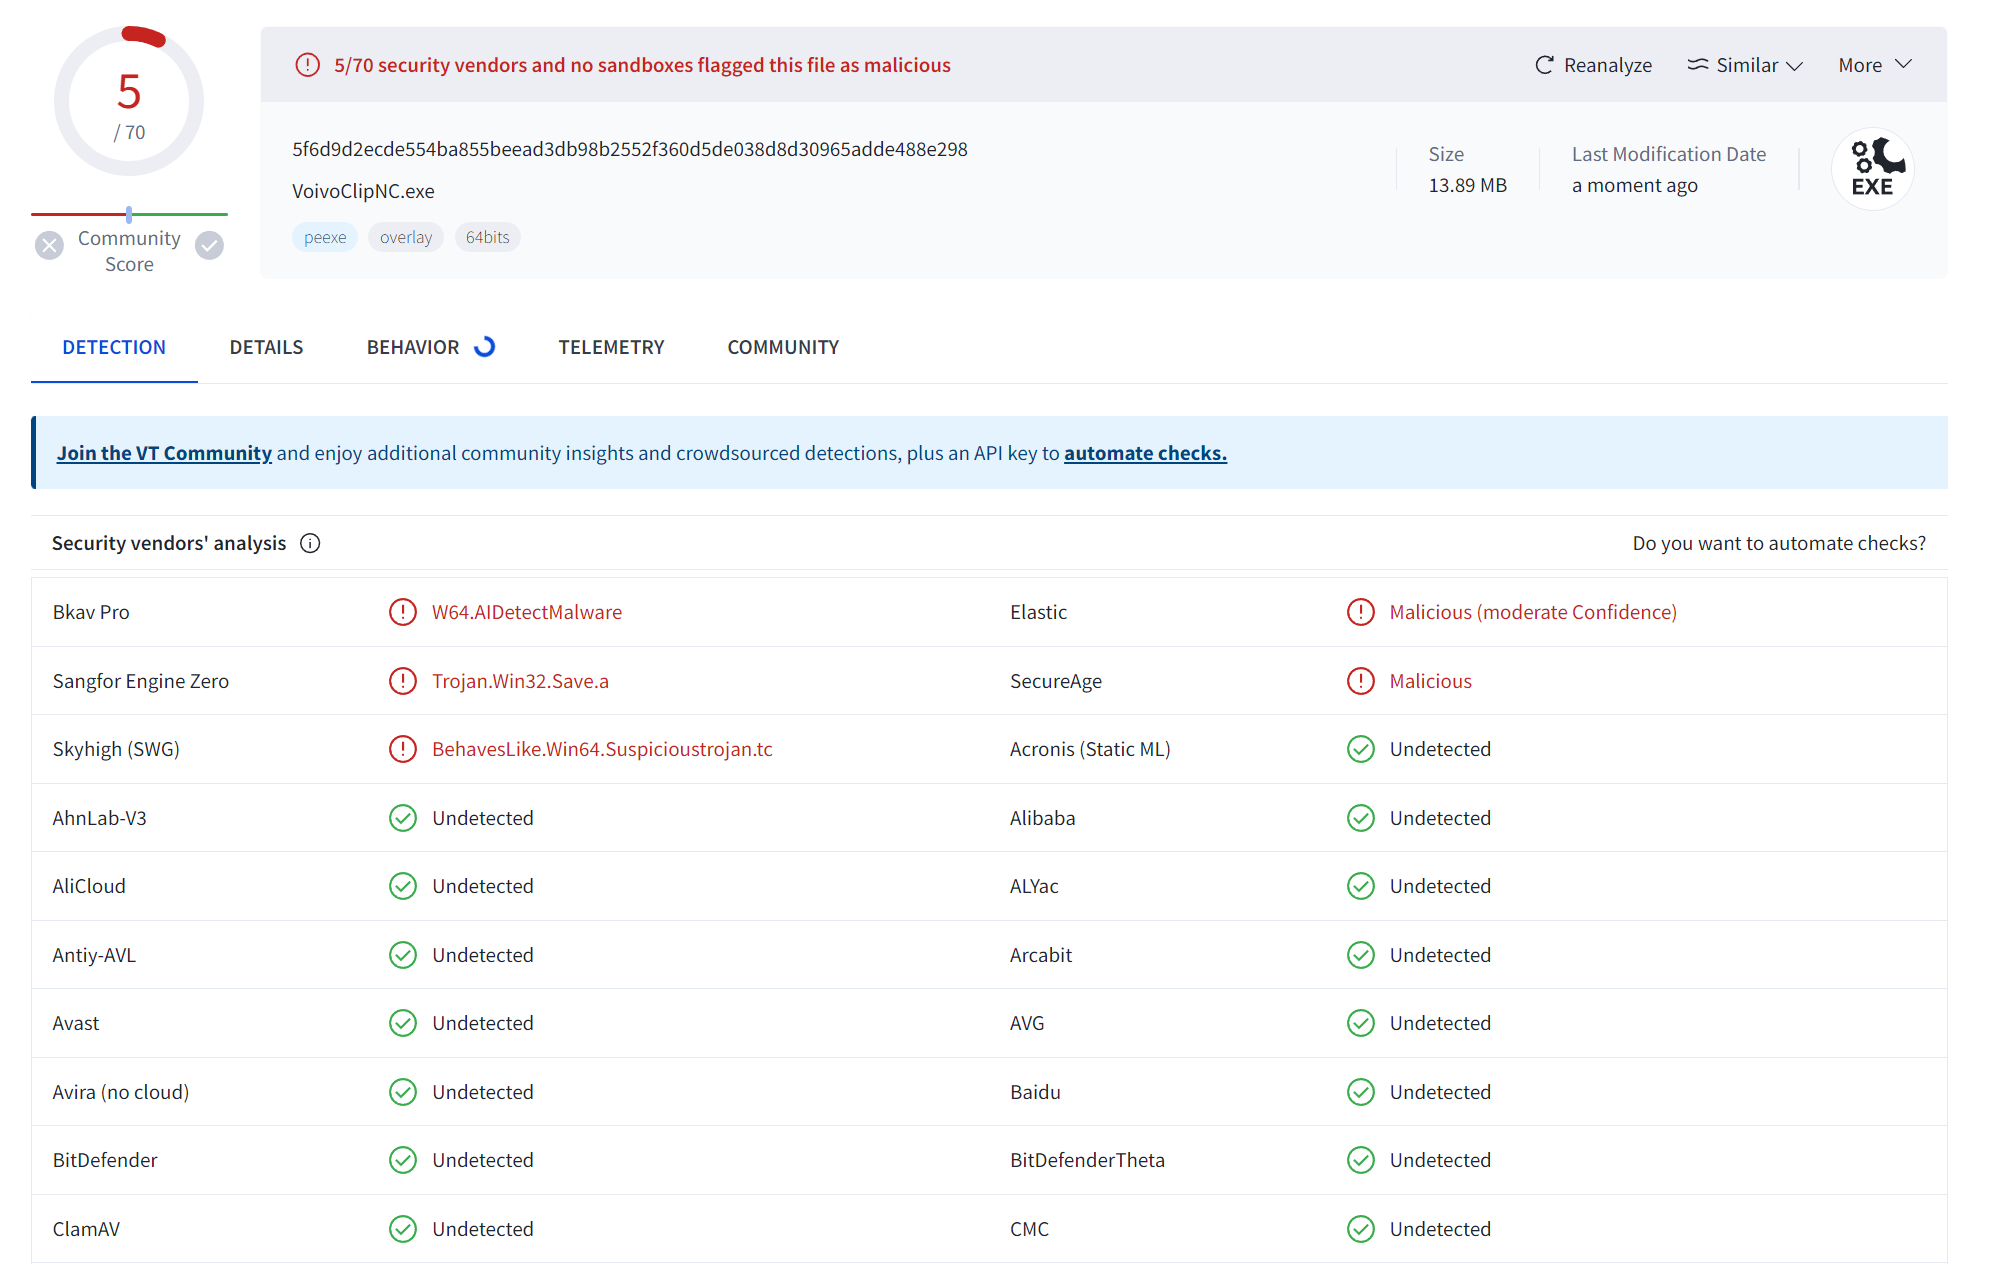 5
/ 70
Community
Score
5/70 security vendors and no sandboxes flagged this file as malicious
Reanalyze
Similar
More
5f6d9d2ecde554ba855beead3db98b2552f360d5de038d8d30965adde488e298
VoivoClipNC.exe
peexe
overlay
64bits
Size
13.89 MB
Last Modification Date
a moment ago
EXE
DETECTION
DETAILS
BEHAVIOR
TELEMETRY
COMMUNITY
Join the VT Community and enjoy additional community insights and crowdsourced detections, plus an API key to automate checks.
Security vendors' analysis
Do you want to automate checks?
Bkav Pro
W64.AIDetectMalware
Elastic
Malicious (moderate Confidence)
Sangfor Engine Zero
Trojan.Win32.Save.a
SecureAge
Malicious
Skyhigh (SWG)
BehavesLike.Win64.Suspicioustrojan.tc
Acronis (Static ML)
Undetected
AhnLab-V3
Undetected
Alibaba
Undetected
AliCloud
Undetected
ALYac
Undetected
Antiy-AVL
Undetected
Arcabit
Undetected
Avast
Undetected
AVG
Undetected
Avira (no cloud)
Undetected
Baidu
Undetected
BitDefender
Undetected
BitDefenderTheta
Undetected
ClamAV
Undetected
CMC
Undetected